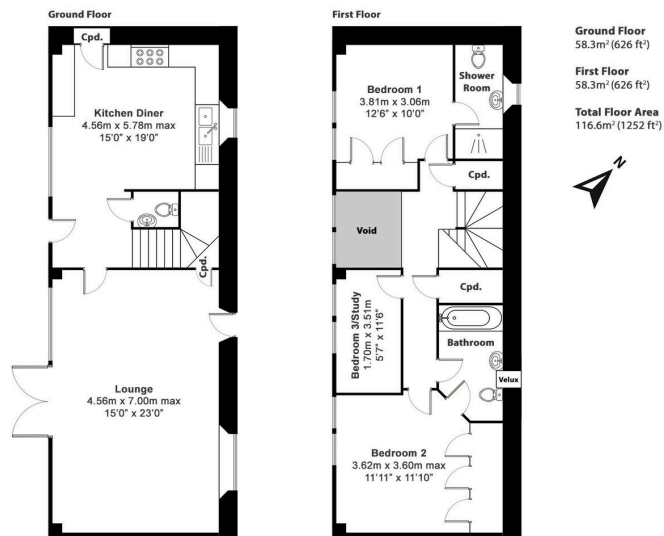 Ground Floor
Cpd.
Kitchen Diner
4.56m x 5.78m max
15'0" x 19'0"
Cpd.
Lounge
4.56m x 7.00m max
15'0" x 23'0"
First Floor
Bedroom 1
3.81m x 3.06m
12'6" x 10'0"
Shower
Room
Cpd.
Void
Cpd.
Bedroom 3/Study
1.70m x 3.51m
5'7" x 11'6"
Bathroom
Velux
Bedroom 2
3.62m x 3.60m max
11'11" x 11'10"
Ground Floor
58.3m² (626 ft²)
First Floor
58.3m² (626 ft²)
Total Floor Area
116.6m² (1252 ft²)
N